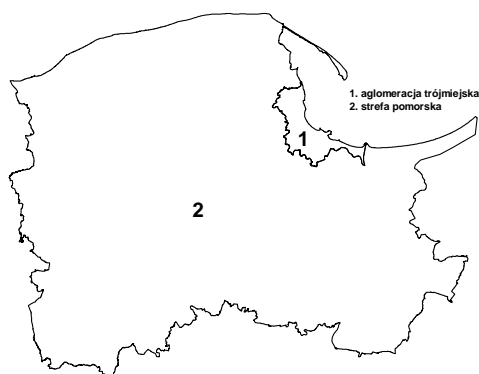 1. aglomeracja trójmiejska
2. strefa pomorska
1
2